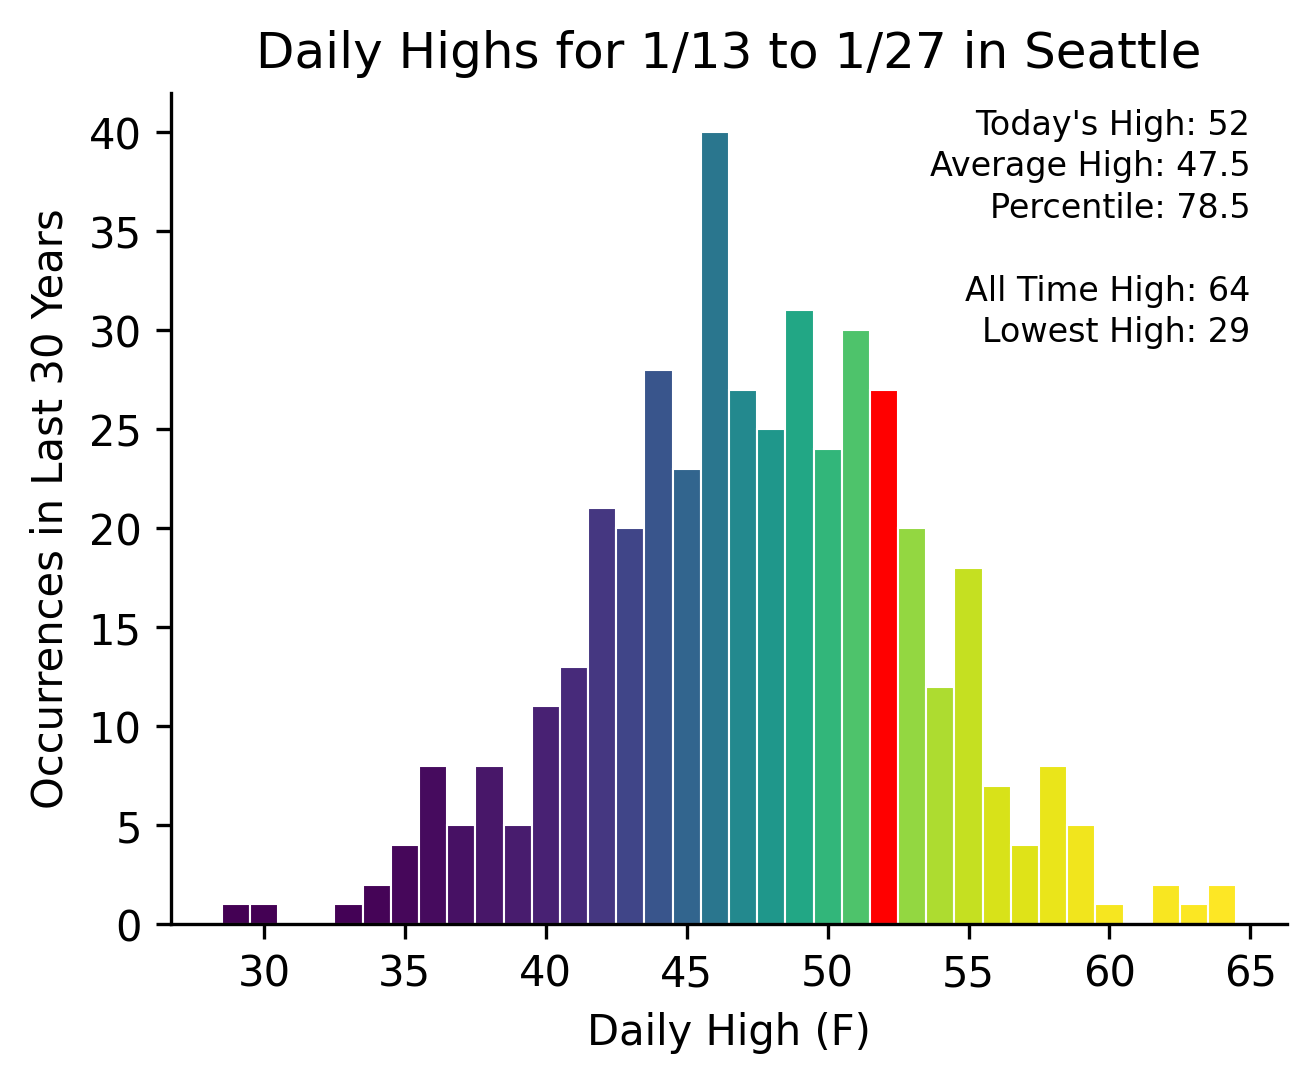 Daily Highs for 1/13 to 1/27 in Seattle
Today's High: 52
Average High: 47.5
Percentile: 78.5
All Time High: 64
Lowest High: 29
Occurrences in Last 30 Years
40
35
30
25
20
15
10
5
0
30 35 40 45 50 55 60 65
Daily High (F)